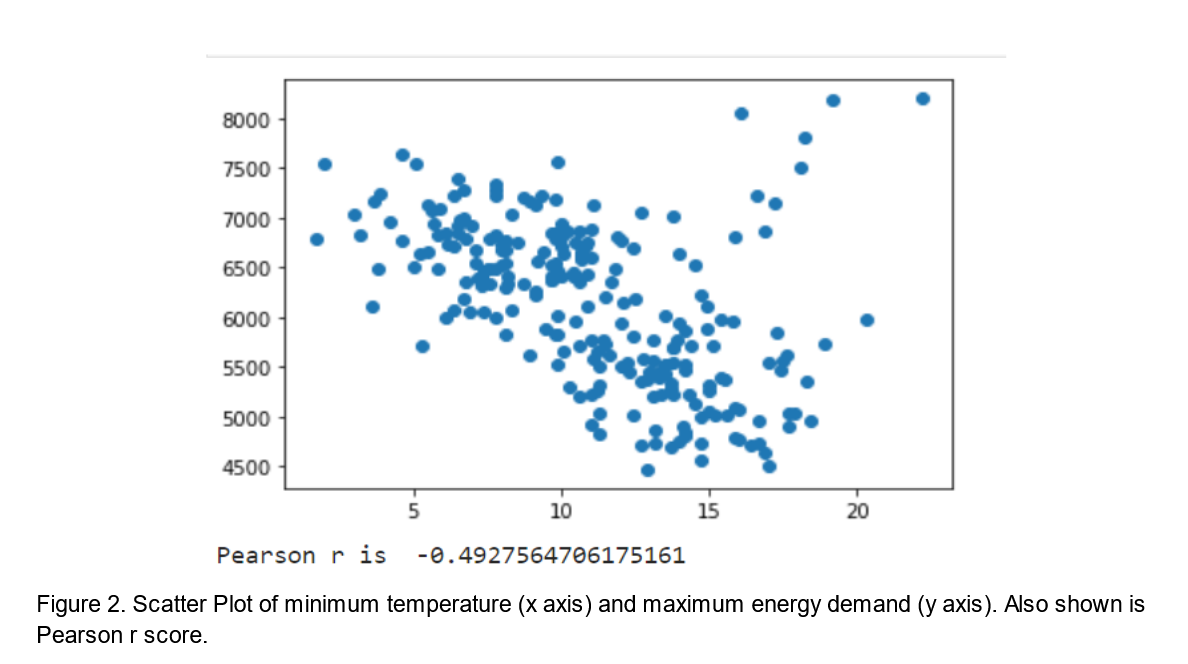 8000
7500
7000
6500
6000
5500
5000
4500
5 10 15 20
Pearson r is -0.4927564706175161
Figure 2. Scatter Plot of minimum temperature (x axis) and maximum energy demand (y axis). Also shown is
Pearson r score.